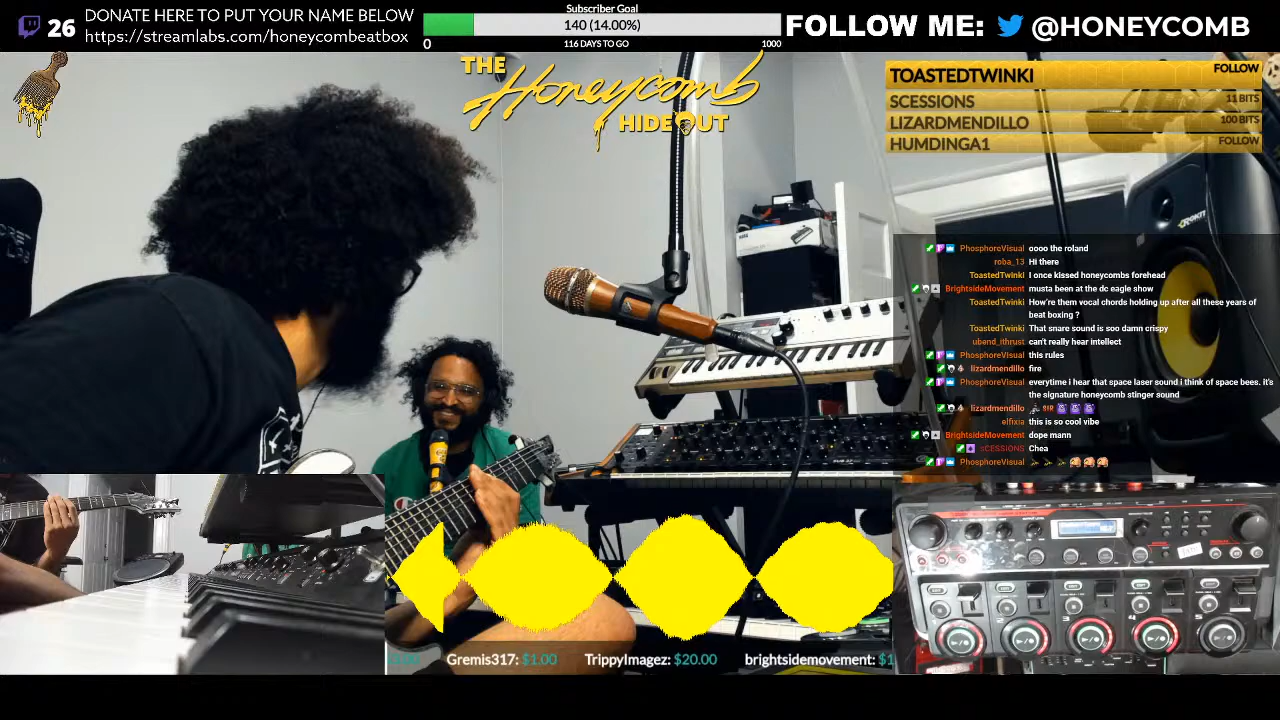 26
DONATE HERE TO PUT YOUR NAME BELOW
https://streamlabs.com/honeycombeatbox
Subscriber Goal
140 (14.00%)
0
116 DAYS TO GO
1000
FOLLOW ME: @HONEYCOMB
THE
Honeycomb
HIDEOUT
TOASTEDTWINKI FOLLOW
SCESSIONS 11 BITS
LIZARDMENDILLO 100 BITS
HUMDINGA1 FOLLOW
ROKIT
PhosphoreVisual oooo the roland
roba_13 Hi there
ToastedTwinki I once kissed honeycombs forehead
BrightsideMovement musta been at the dc eagle show
ToastedTwinki How're them vocal chords holding up after all these years of
beat boxing ?
ToastedTwinki That snare sound is soo damn crispy
ubend_ithrust can't really hear intellect
PhosphoreVisual this rules
lizardmendillo fire
PhosphoreVisual everytime i hear that space laser sound i think of space bees. it's
the signature honeycomb stinger sound
lizardmendillo
elfixia this is so cool vibe
BrightsideMovement dope mann
sCESSIONS Chea
PhosphoreVisual
Gremis317: $1.00
TrippyImagez: $20.00
brightsidemovement: $1